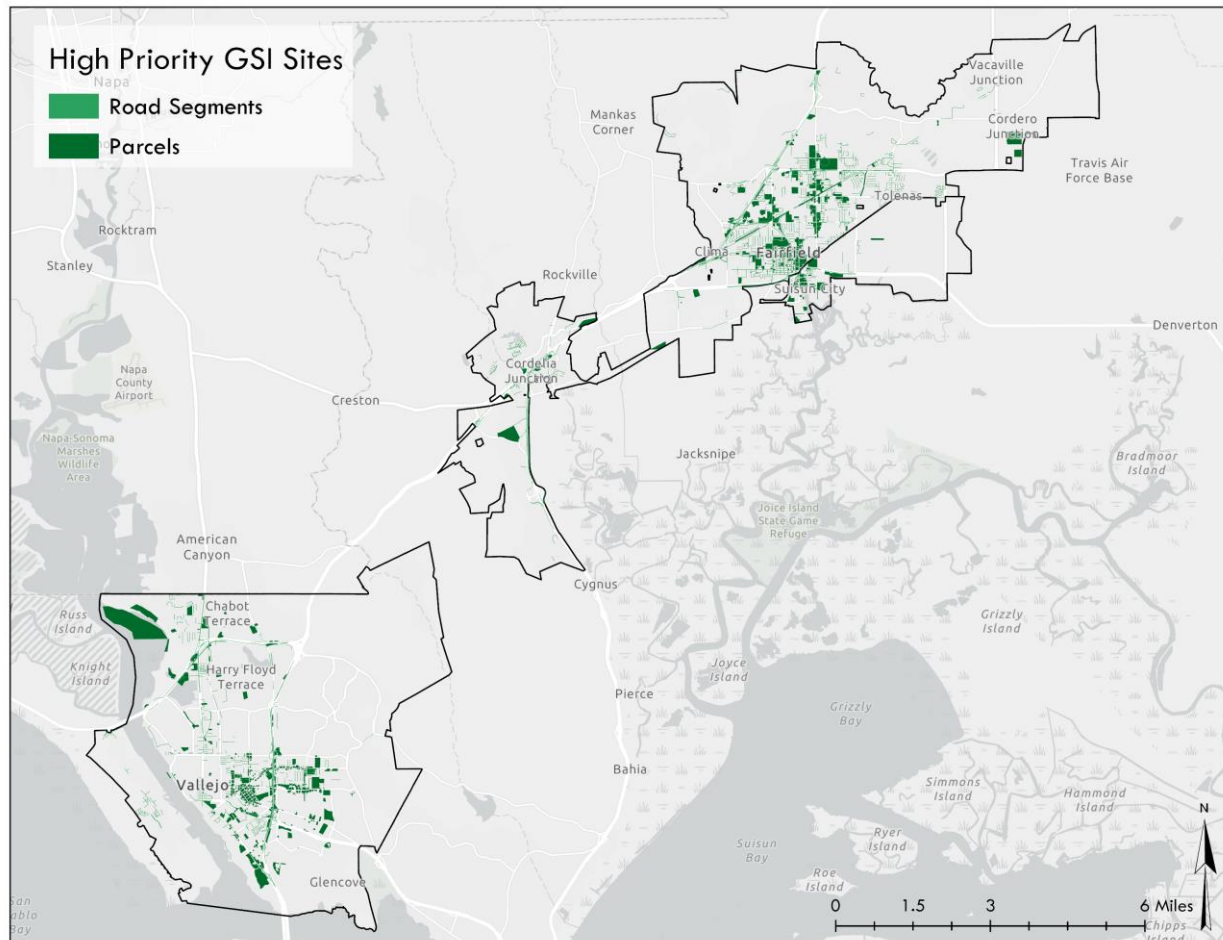 High Priority GSI Sites
Road Segments
Parcels
Napa
Rocktram
Stanley
Napa
County
Airport
Napa-Sonoma
Marshes
Wildlife
Area
Creston
American
Canyon
Russ
Island
Knight
Island
Chabot
Terrace
Harry Floyd
Terrace
Vallejo
Glencove
San
Mankas
Corner
Rockville
Cordelia
Junction
Clima
Fairfield
Suisun City
Tolenas
Vacaville
Junction
Cordero
Junction
Travis Air
Force Base
Denverton
Jacksnipe
Joice Island
State Game
Refuge
Bradmoor
Island
Cygnus
Grizzly
Island
Joyce
Island
Pierce
Grizzly
Bay
Bahia
Simmons
Island
Hammond
Island
Ryer
Island
Suisun
Bay
Roe
Island
Chipps
Island
N
0 1.5 3 6 Miles